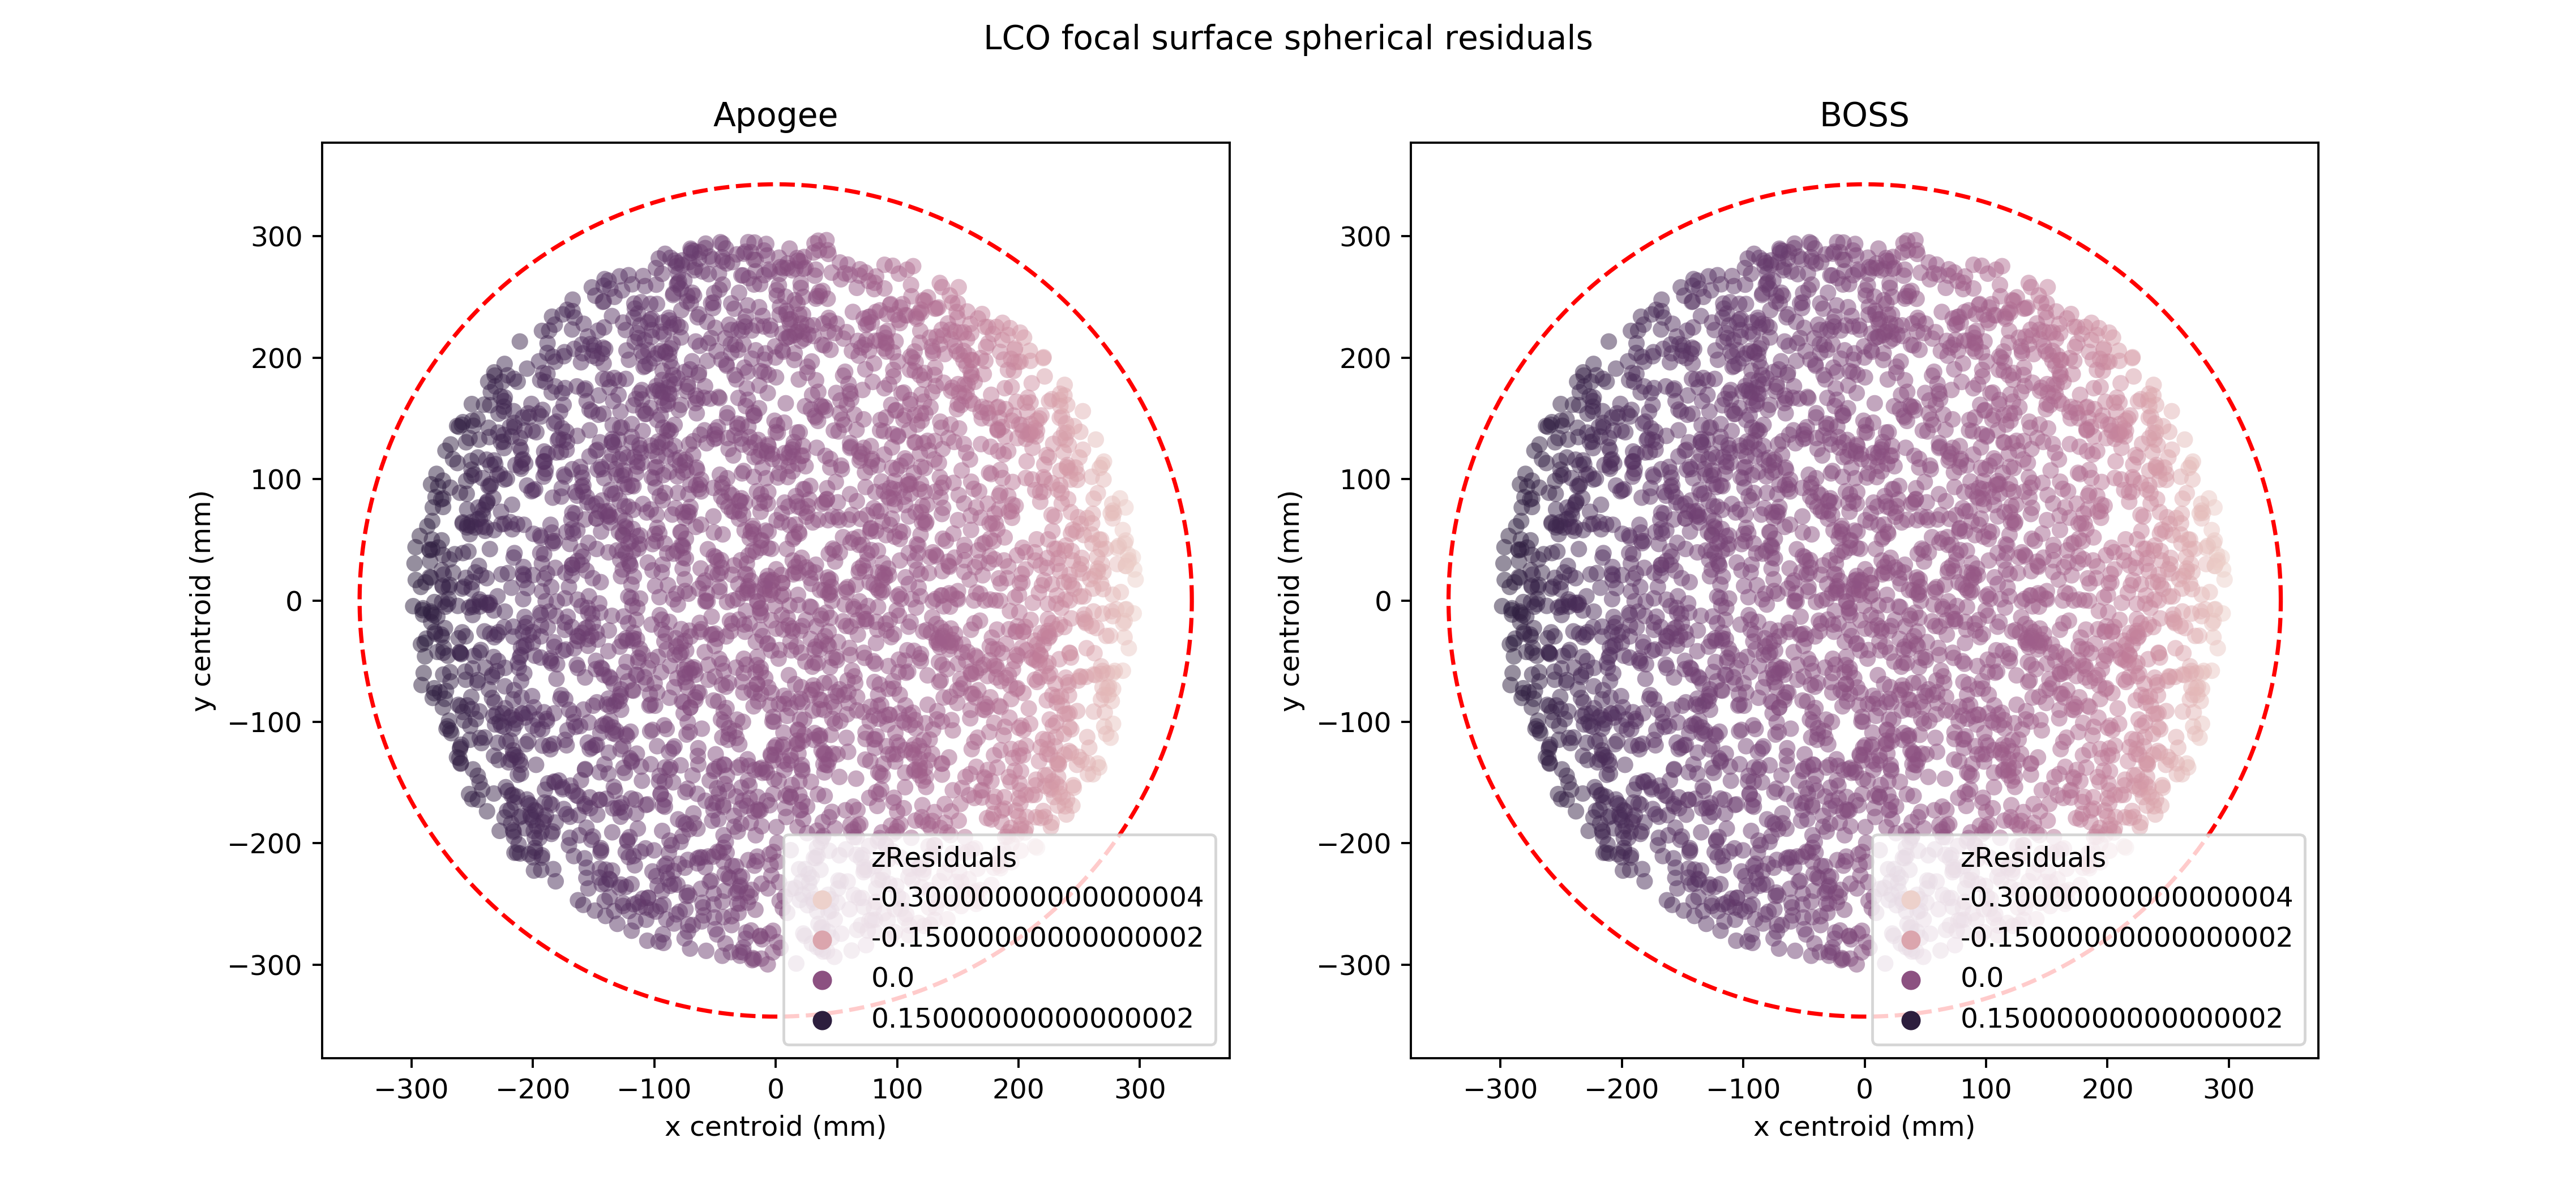 LCO focal surface spherical residuals
Apogee
300
200
100
0
−100
−200
−300
y centroid (mm)
−300 −200 −100 0 100 200 300
x centroid (mm)
zResiduals
-0.30000000000000004
-0.15000000000000002
0.0
0.15000000000000002
BOSS
300
200
100
0
−100
−200
−300
y centroid (mm)
−300 −200 −100 0 100 200 300
x centroid (mm)
zResiduals
-0.30000000000000004
-0.15000000000000002
0.0
0.15000000000000002